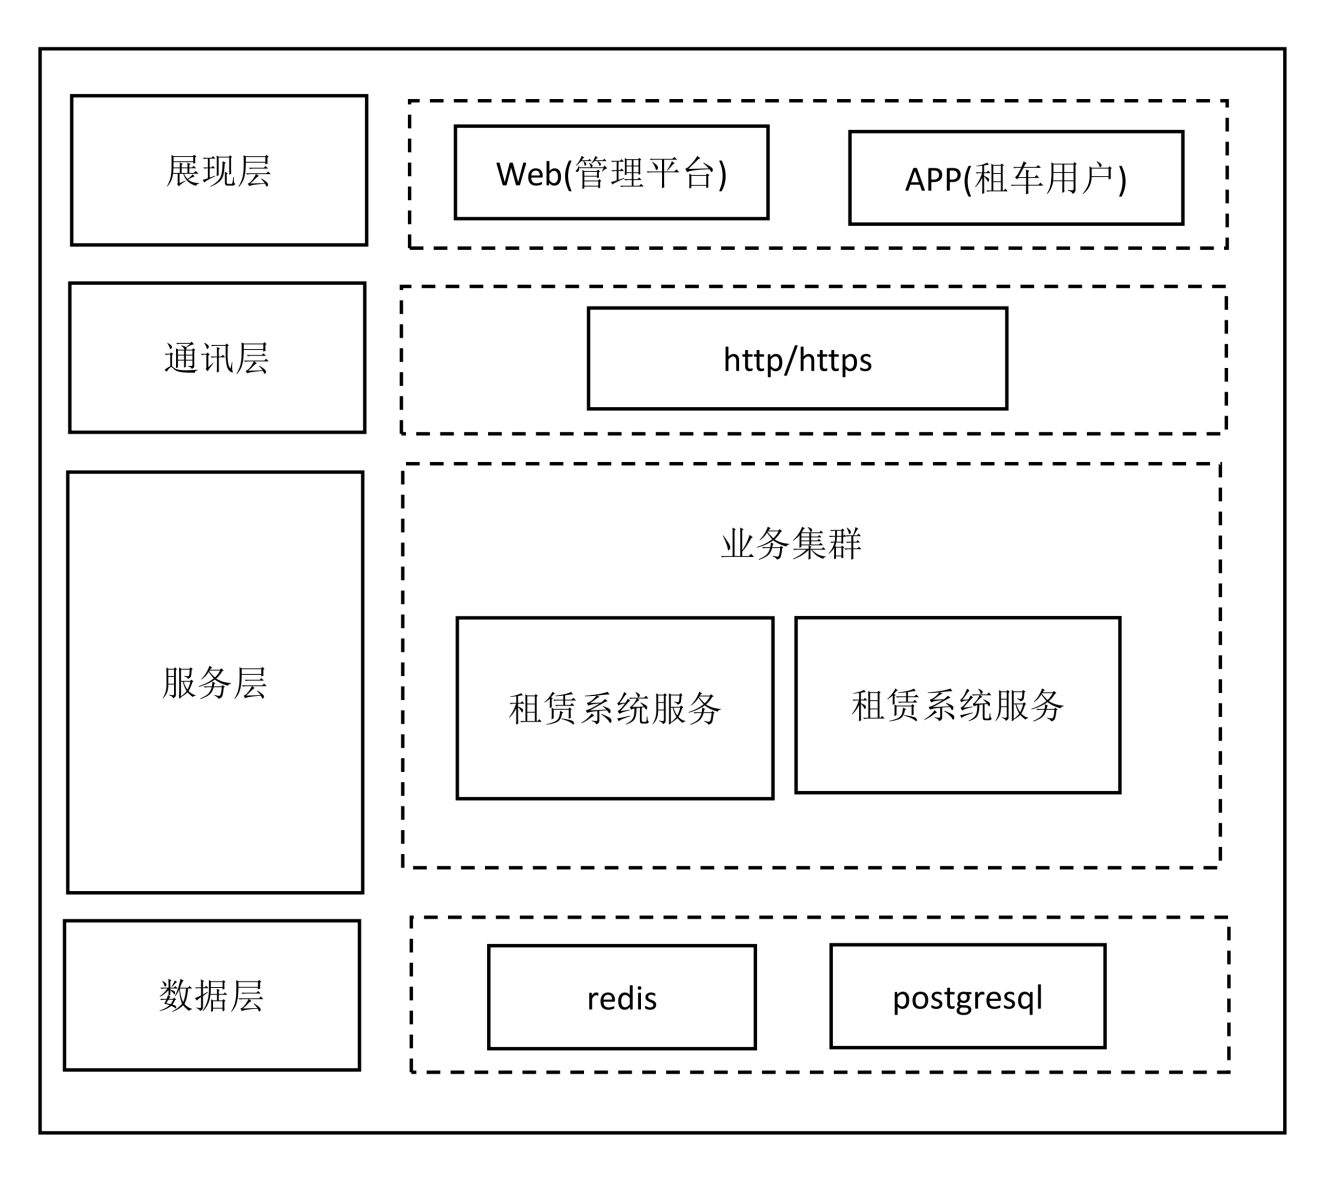 展现层
Web(管理平台)
APP(租车用户)
通讯层
http/https
服务层
业务集群
租赁系统服务
租赁系统服务
数据层
redis
postgresql